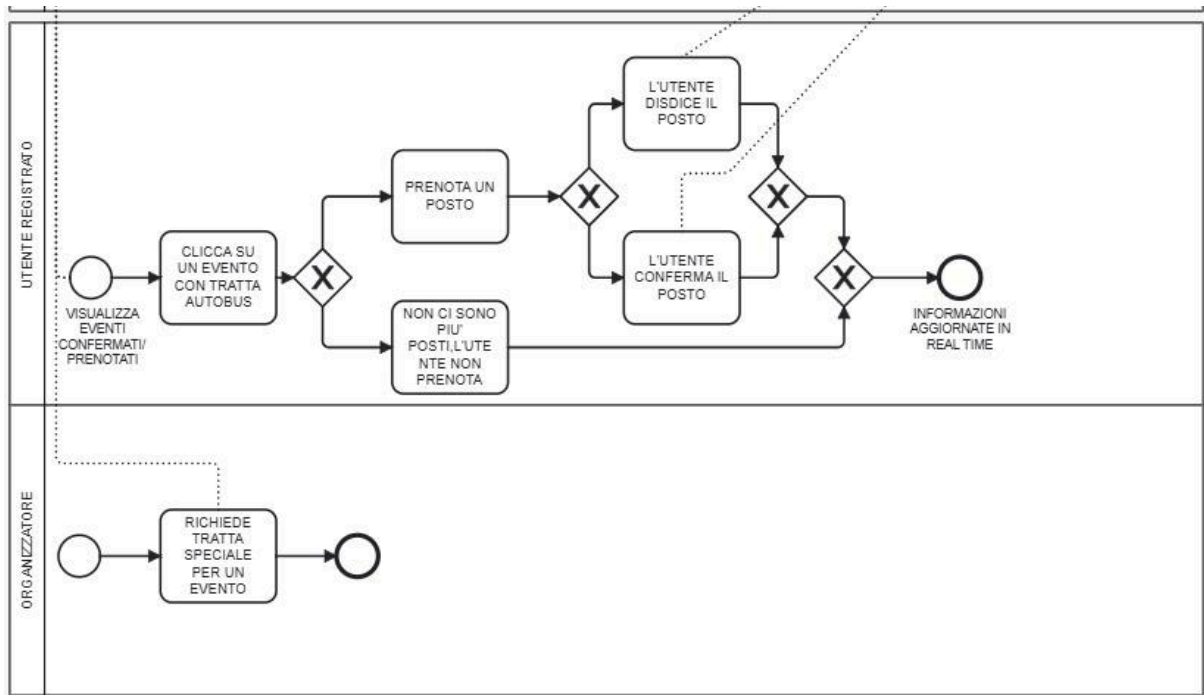 UTENTE REGISTRATO
VISUALIZZA
EVENTI
CONFERMATI/
PRENOTATI
CLICCA SU
UN EVENTO
CON TRATTA
AUTOBUS
PRENOTA UN
POSTO
NON CI SONO
PIU'
POSTI,L'UTE
NTE NON
PRENOTA
L'UTENTE
DISDICE IL
POSTO
L'UTENTE
CONFERMA IL
POSTO
INFORMAZIONI
AGGIORNATE IN
REAL TIME
ORGANIZZATORE
RICHIEDE
TRATTA
SPECIALE
PER UN
EVENTO